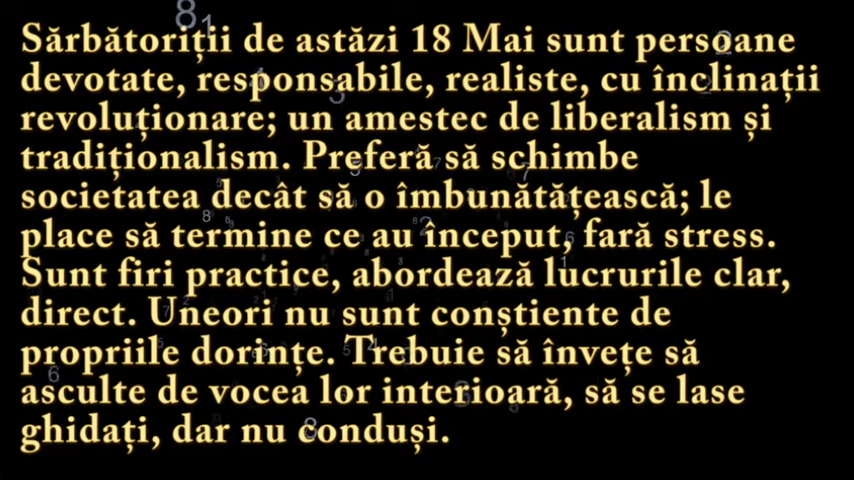 Sărbătoriții de astăzi 18 Mai sunt persoane
devotate, responsabile, realiste, cu înclinații
revoluționare; un amestec de liberalism și
tradiționalism. Preferă să schimbe
societatea decât să o îmbunătățească; le
place să termine ce au început, fară stress.
Sunt firi practice, abordează lucrurile clar,
direct. Uneori nu sunt conștiente de
propriile dorințe. Trebuie să învețe să
asculte de vocea lor interioară, să se lase
ghidați, dar nu conduși.